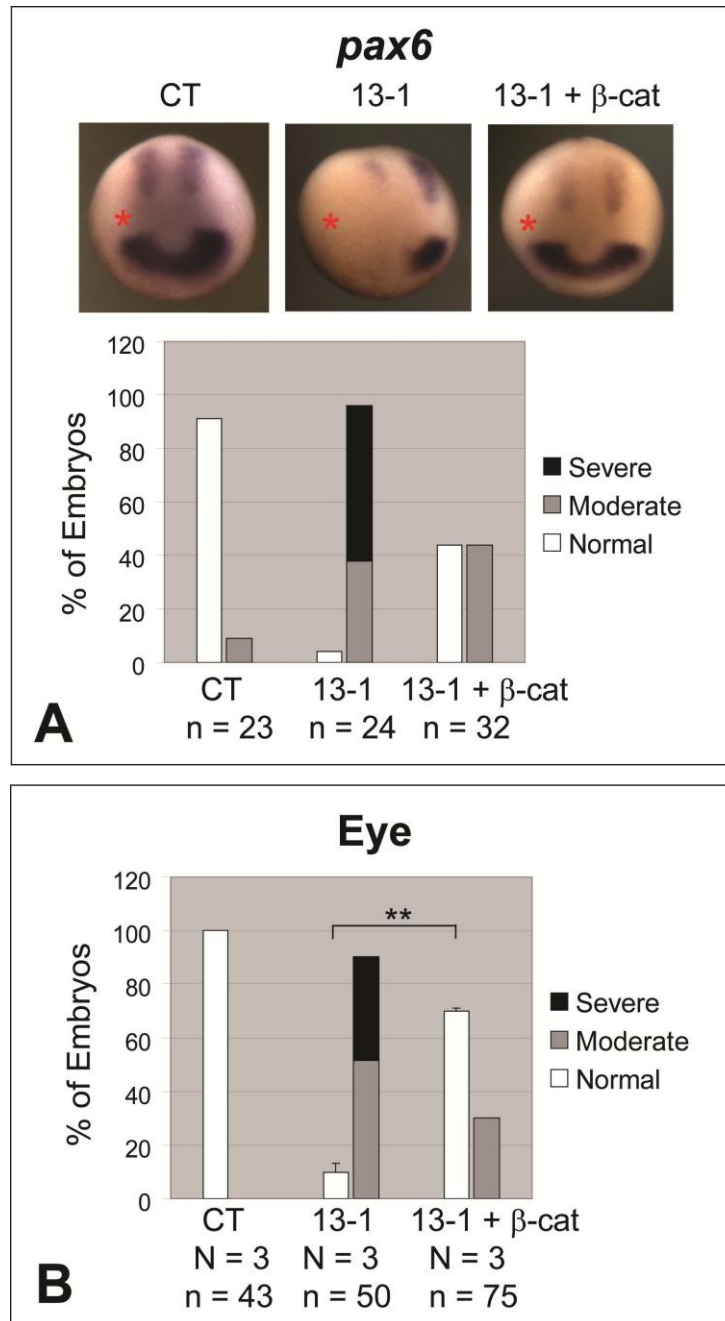 pax6
CT 13-1 13-1 + β-cat
* * *
120
100
80
60
40
20
0
% of Embryos
Severe
Moderate
Normal
CT 13-1 13-1 + β-cat
n = 23 n = 24 n = 32
A
Eye
120
100
80
60
40
20
0
% of Embryos
**
Severe
Moderate
Normal
CT 13-1 13-1 + β-cat
N = 3 N = 3 N = 3
n = 43 n = 50 n = 75
B